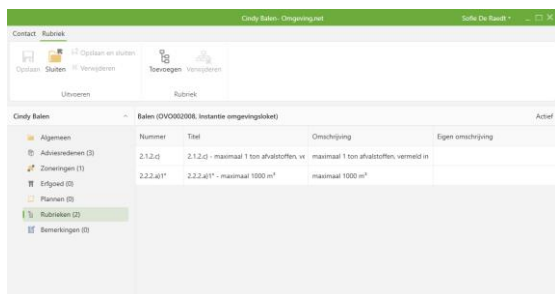 Cindy Balen- Omgeving.net
Sofie De Raedt
Contact Rubriek
Opslaan Sluiten Opslaan en sluiten Verwijderen
Toevoegen Verwijderen
Uitvoeren Rubriek
Cindy Balen
Balen (OVO002008, Instantie omgevingsloket) Actief
Algemeen
Adviesredenen (3)
Zoneringen (1)
Erfgoed (0)
Plannen (0)
Rubrieken (2)
Bemerkingen (0)
Nummer Titel Omschrijving Eigen omschrijving
2.1.2.c) 2.1.2.c) - maximaal 1 ton afvalstoffen, ve maximaal 1 ton afvalstoffen, vermeld in
2.2.2.a)1° 2.2.2.a)1° - maximaal 1000 m³ maximaal 1000 m³